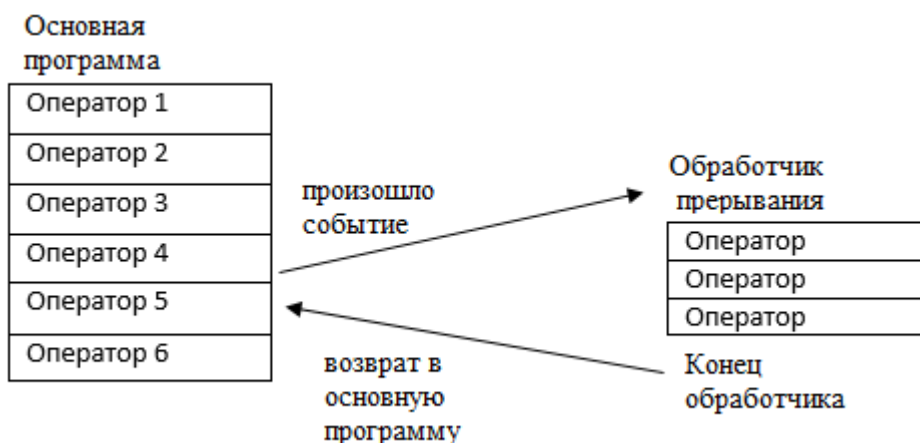 Основная
программа
Оператор 1
Оператор 2
Оператор 3
Оператор 4
Оператор 5
Оператор 6
произошло
событие
Обработчик
прерывания
Оператор
Оператор
Оператор
Конец
обработчика
возврат в
основную
программу